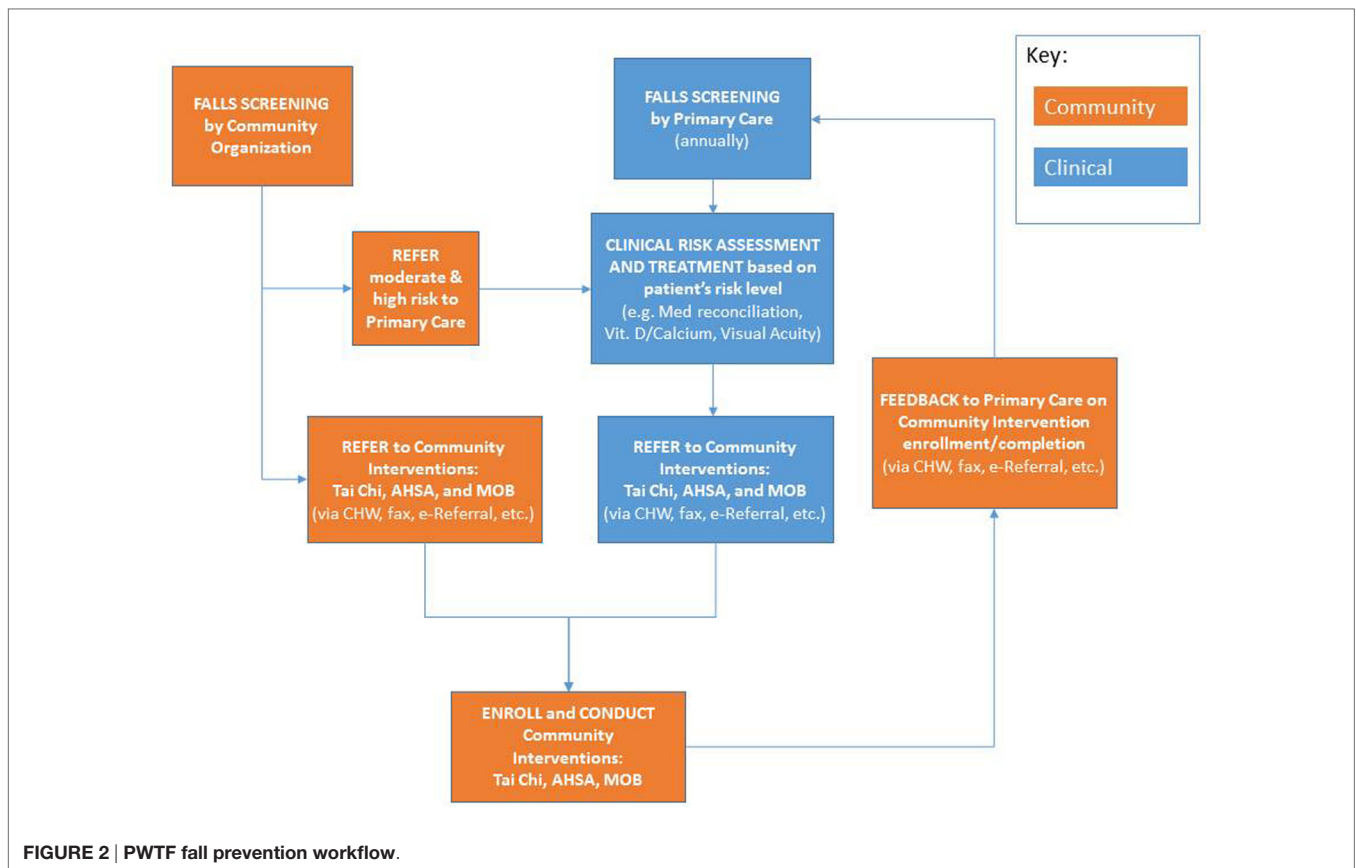 FALLS SCREENING
by Community
Organization
FALLS SCREENING
by Primary Care
(annually)
Key:
Community
Clinical
REFER
moderate &
high risk to
Primary Care
CLINICAL RISK ASSESSMENT
AND TREATMENT based on
patient's risk level
(e.g. Med reconciliation,
Vit. D/Calcium, Visual Acuity)
FEEDBACK to Primary Care on
Community Intervention
enrollment/completion
(via CHW, fax, e-Referral, etc.)
REFER to Community
Interventions:
Tai Chi, AHSA, and MOB
(via CHW, fax, e-Referral, etc.)
REFER to Community
Interventions:
Tai Chi, AHSA, and MOB
(via CHW, fax, e-Referral, etc.)
ENROLL and CONDUCT
Community
Interventions:
Tai Chi, AHSA, MOB
FIGURE 2 | PWTF fall prevention workflow.